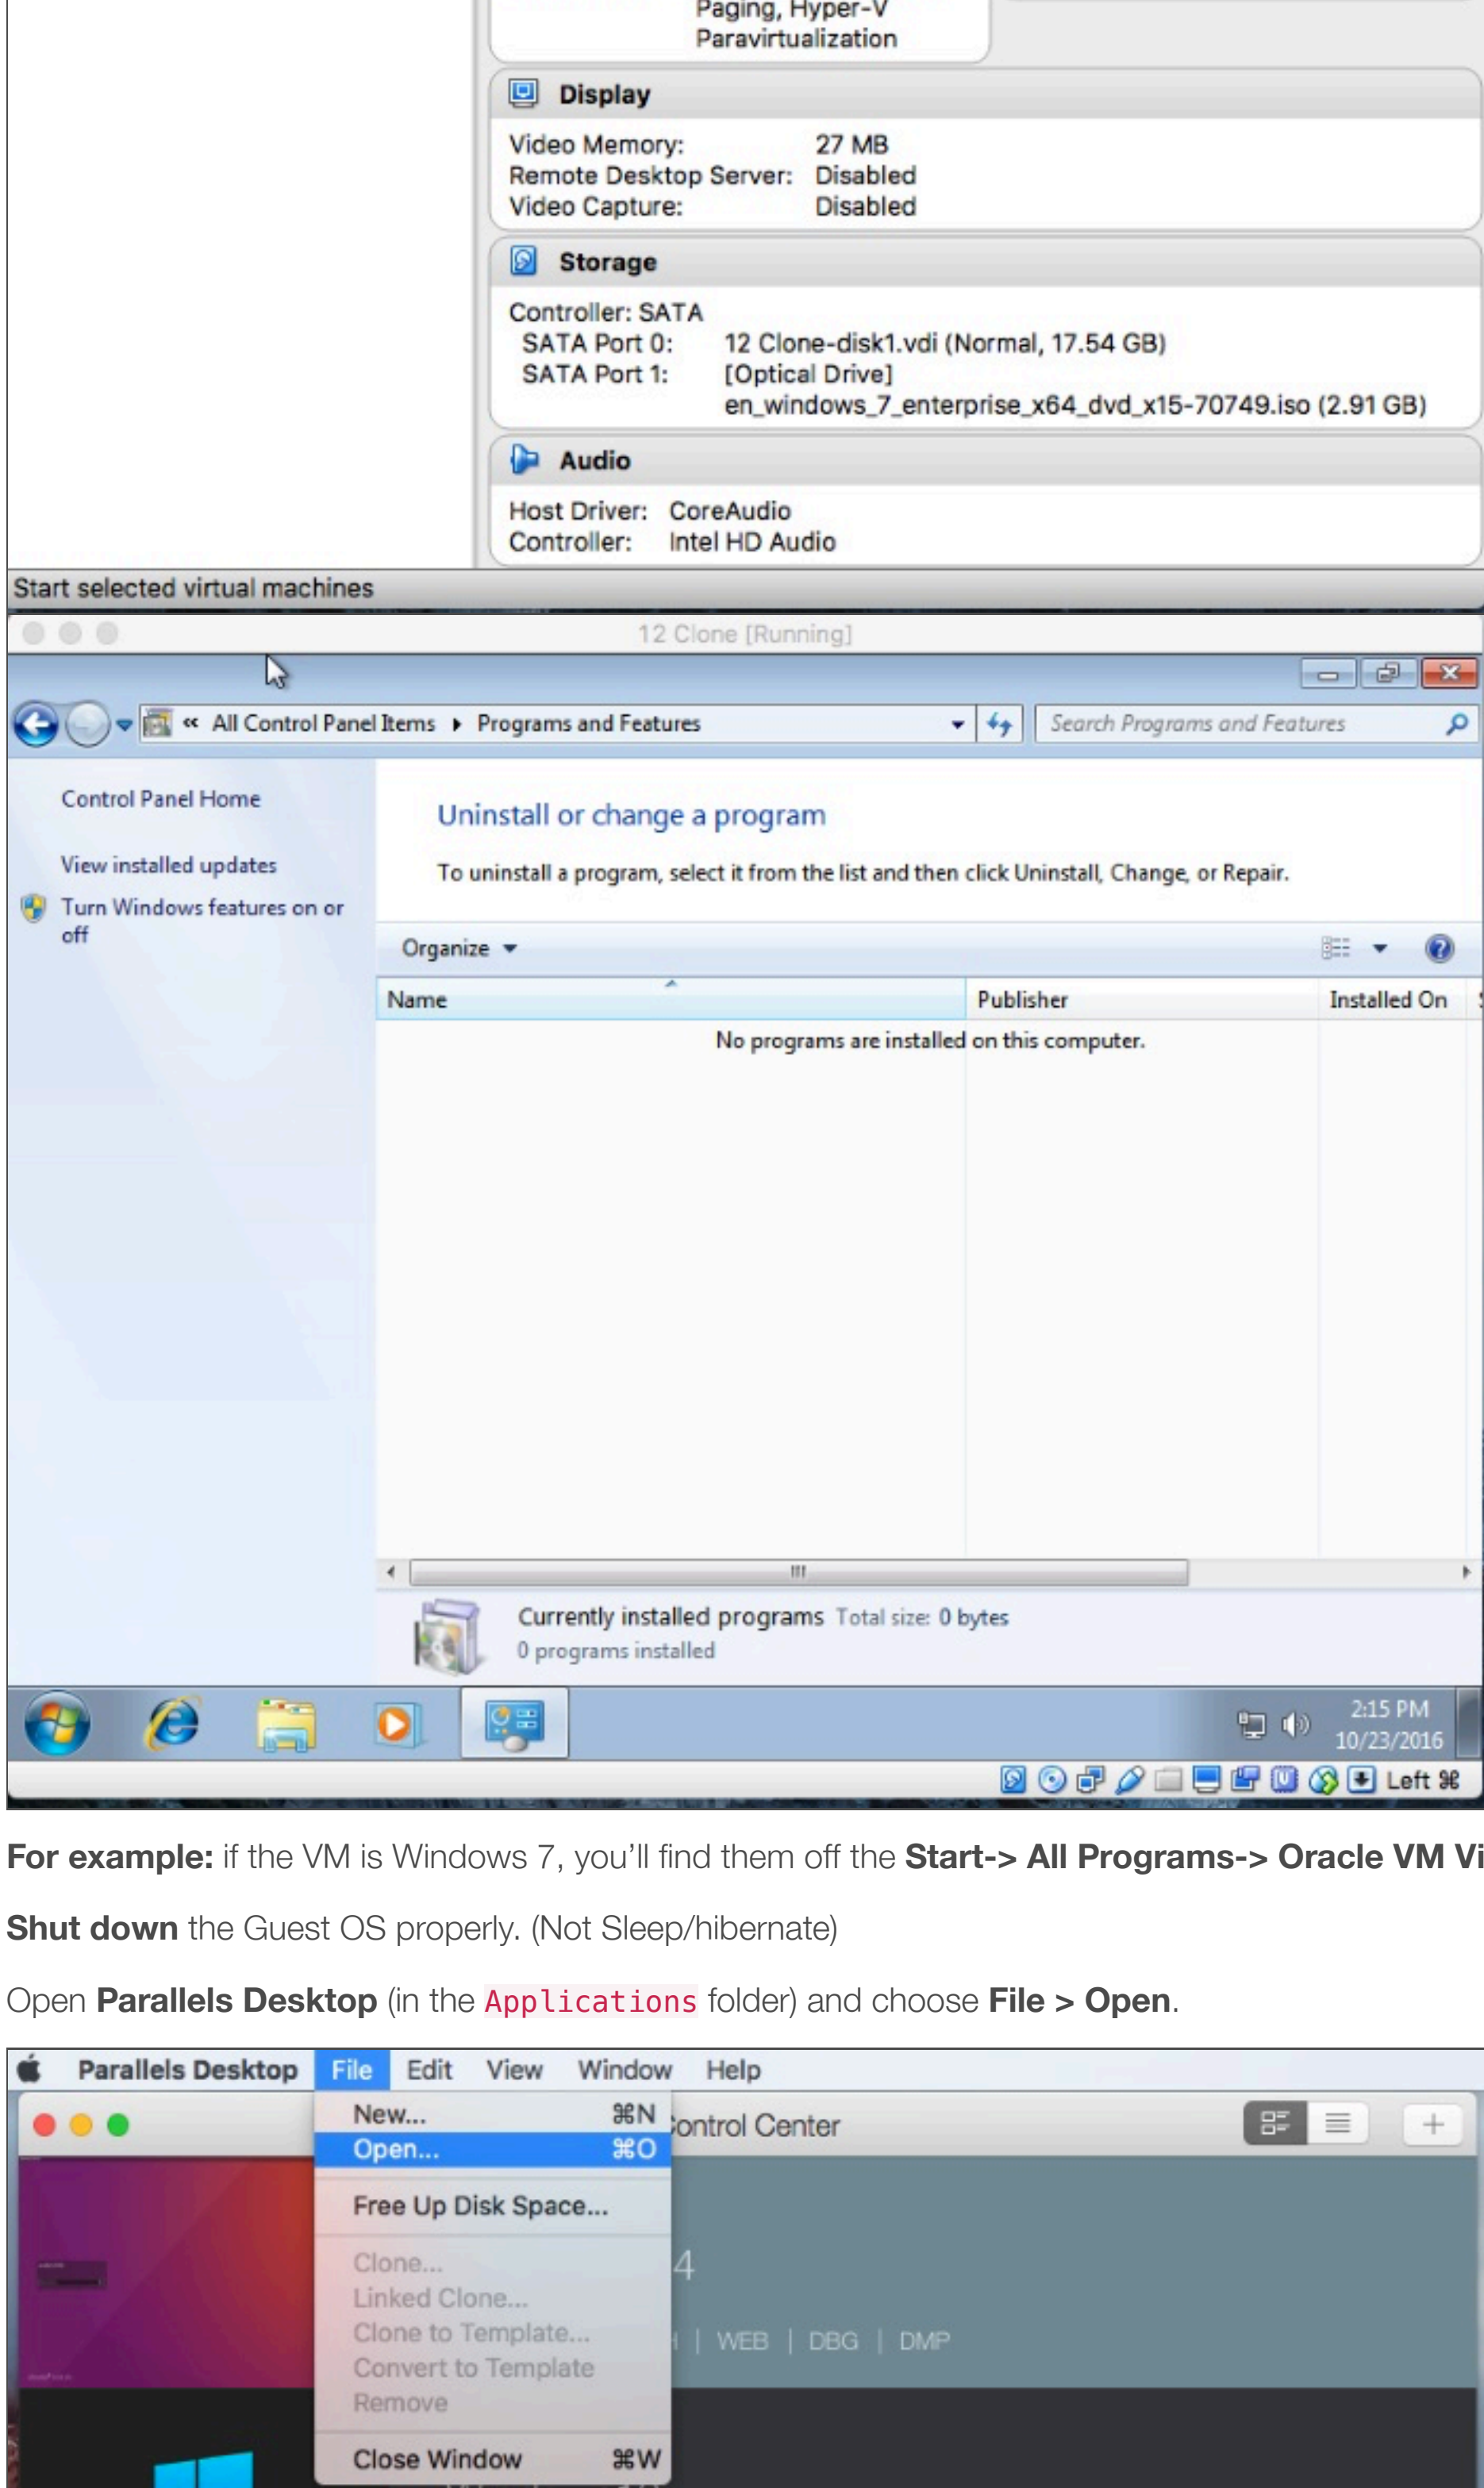 Paging, Hyper-V
Paravirtualization
Display
Video Memory: 27 MB
Remote Desktop Server: Disabled
Video Capture: Disabled
Storage
Controller: SATA
SATA Port 0: 12 Clone-disk1.vdi (Normal, 17.54 GB)
SATA Port 1: [Optical Drive]
en_windows_7_enterprise_x64_dvd_x15-70749.iso (2.91 GB)
Audio
Host Driver: CoreAudio
Controller: Intel HD Audio
Start selected virtual machines
12 Clone [Running]
« All Control Panel Items ▸ Programs and Features
Search Programs and Features
Control Panel Home
View installed updates
Turn Windows features on or
off
Uninstall or change a program
To uninstall a program, select it from the list and then click Uninstall, Change, or Repair.
Organize
Name Publisher Installed On
No programs are installed on this computer.
Currently installed programs Total size: 0 bytes
0 programs installed
2:15 PM
10/23/2016
Left ⌘
For example: if the VM is Windows 7, you’ll find them off the Start-> All Programs-> Oracle VM Vi
Shut down the Guest OS properly. (Not Sleep/hibernate)
Open Parallels Desktop (in the Applications folder) and choose File > Open.
Parallels Desktop File Edit View Window Help
ontrol Center
New... ⌘N
Open... ⌘O
Free Up Disk Space...
Clone...
Linked Clone...
Clone to Template...
Convert to Template
Remove
Close Window ⌘W
4
| WEB | DBG | DMP